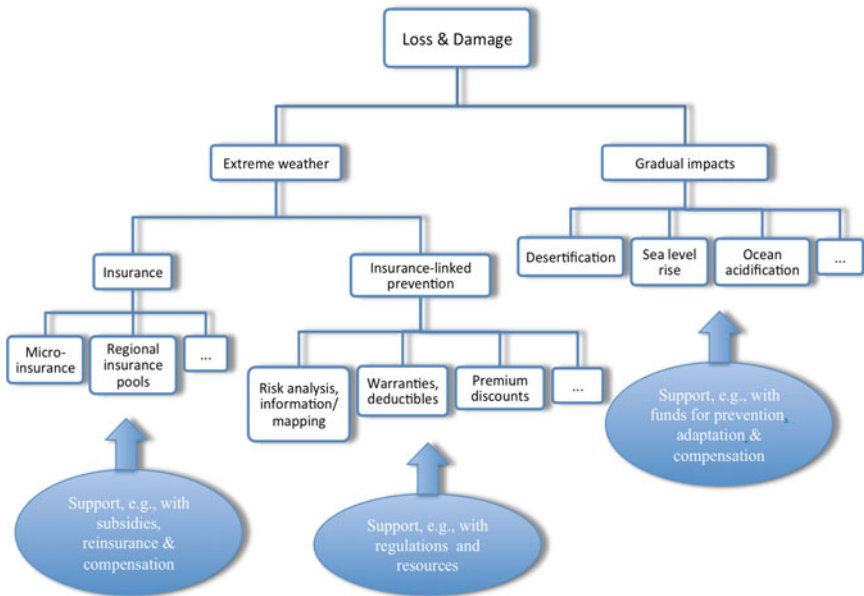 Loss & Damage
Extreme weather
Gradual impacts
Insurance
Insurance-linked
prevention
Desertification
Sea level
rise
Ocean
acidification
...
Micro-
insurance
Regional
insurance
pools
...
Risk analysis,
information/
mapping
Warranties,
deductibles
Premium
discounts
...
Support, e.g., with
subsidies,
reinsurance &
compensation
Support, e.g., with
regulations and
resources
Support, e.g., with
funds for prevention,
adaptation & 
compensation